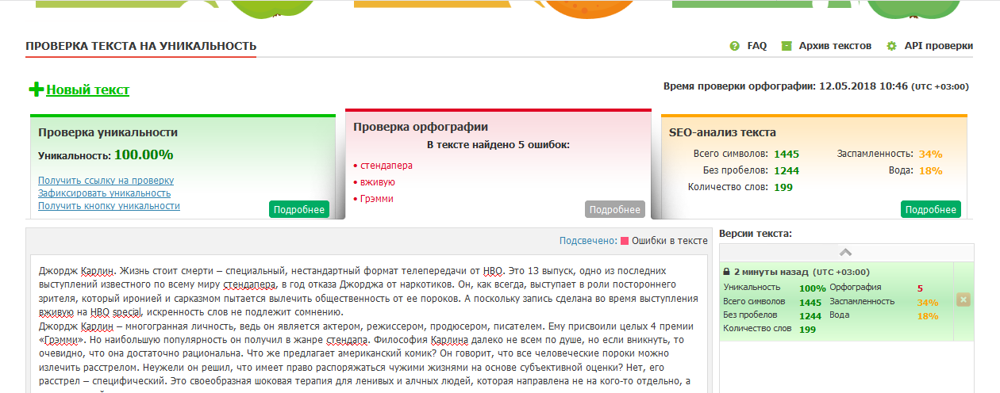 ПРОВЕРКА ТЕКСТА НА УНИКАЛЬНОСТЬ
FAQ
Архив текстов
API проверки
Новый текст
Время проверки орфографии: 12.05.2018 10:46 (UTC +03:00)
Проверка уникальности
Уникальность: 100.00%
Получить ссылку на проверку
Зафиксировать уникальность
Получить кнопку уникальности
Подробнее
Проверка орфографии
В тексте найдено 5 ошибок:
• стендапера
• вживую
• Грэмми
Подробнее
SEO-анализ текста
Всего символов: 1445 Заспамленность: 34%
Без пробелов: 1244 Вода: 18%
Количество слов: 199
Подробнее
Подсвечено: Ошибки в тексте
Джордж Карлин. Жизнь стоит смерти – специальный, нестандартный формат телепередачи от HBO. Это 13 выпуск, одно из последних
выступлений известного по всему миру стендапера, в год отказа Джорджа от наркотиков. Он, как всегда, выступает в роли постороннего
зрителя, который иронией и сарказмом пытается вылечить общественность от ее пороков. А поскольку запись сделана во время выступления
вживую на HBO special, искренность слов не подлежит сомнению.
Джордж Карлин – многогранная личность, ведь он является актером, режиссером, продюсером, писателем. Ему присвоили целых 4 премии
«Грэмми». Но наибольшую популярность он получил в жанре стендапа. Философия Карлина далеко не всем по душе, но если вникнуть, то
очевидно, что она достаточно рациональна. Что же предлагает американский комик? Он говорит, что все человеческие пороки можно
излечить расстрелом. Неужели он решил, что имеет право распоряжаться чужими жизнями на основе субъективной оценки? Нет, его
расстрел – специфический. Это своеобразная шоковая терапия для ленивых и алчных людей, которая направлена не на кого-то отдельно, а
Версии текста:
2 минуты назад (UTC +03:00)
Уникальность 100% Орфография 5
Всего символов 1445 Заспамленность 34%
Без пробелов 1244 Вода 18%
Количество слов 199